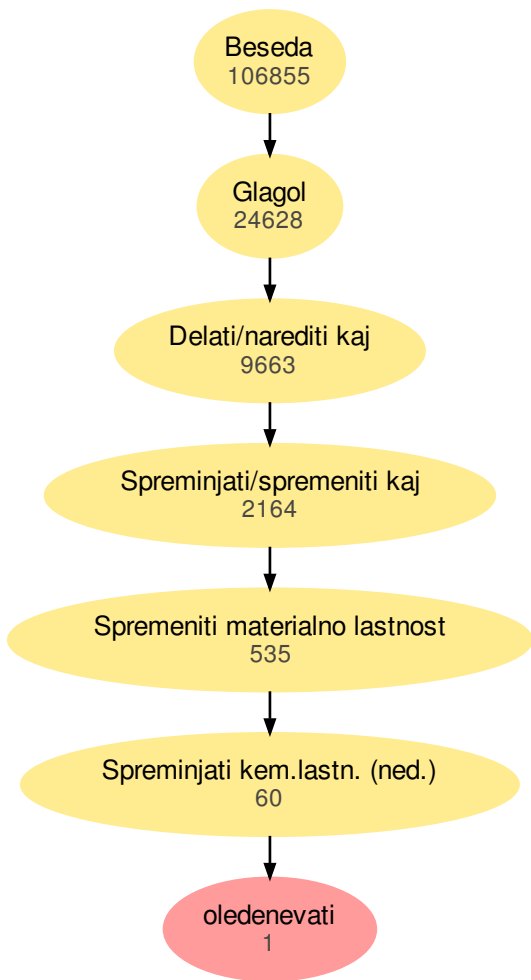 Beseda
106855
Glagol
24628
Delati/narediti kaj
9663
Spreminjati/spremeniti kaj
2164
Spremeniti materialno lastnost
535
Spreminjati kem.lastn. (ned.)
60
oledenevati
1